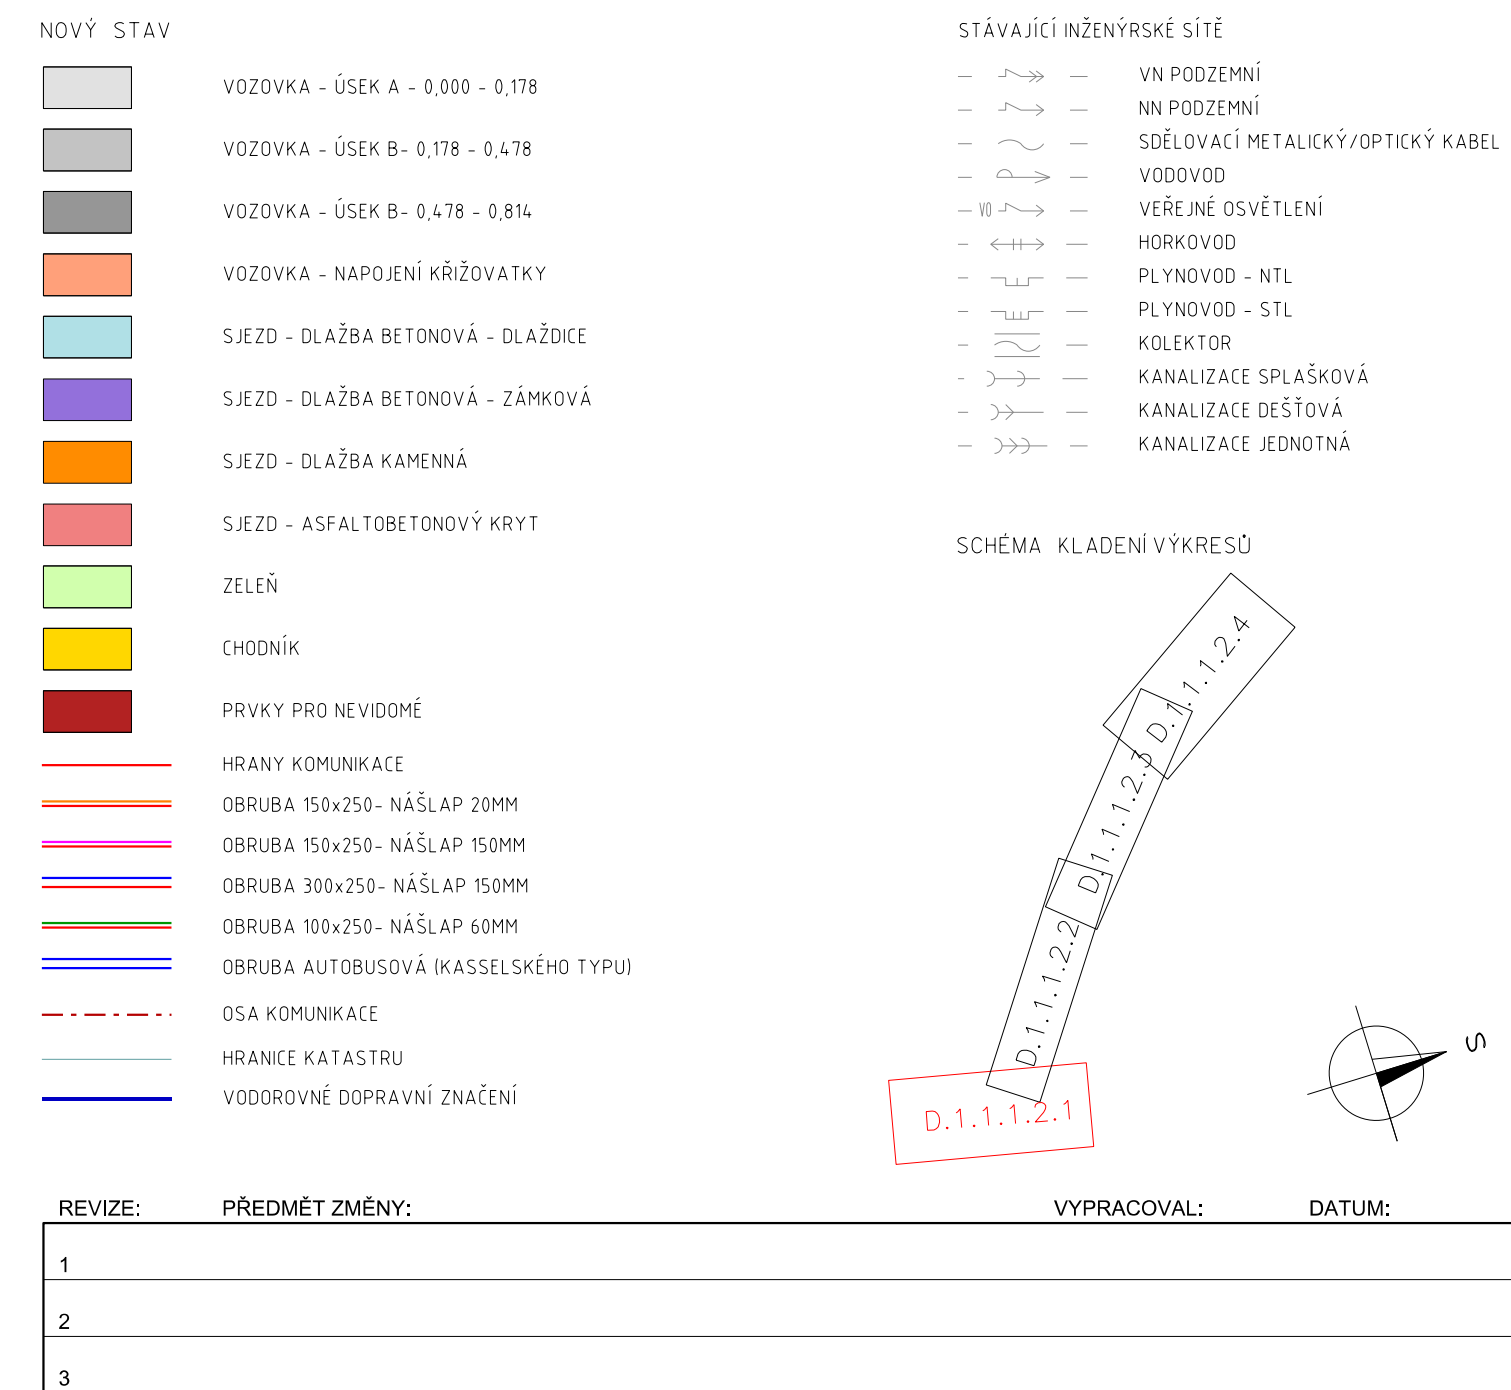 NOVÝ STAV
VOZOVKA - ÚSEK A - 0,000 - 0,178
VOZOVKA - ÚSEK B- 0,178 - 0,478
VOZOVKA - ÚSEK B- 0,478 - 0,814
VOZOVKA - NAPOJENÍ KŘIŽOVATKY
SJEZD - DLAŽBA BETONOVÁ - DLAŽDICE
SJEZD - DLAŽBA BETONOVÁ - ZÁMKOVÁ
SJEZD - DLAŽBA KAMENNÁ
SJEZD - ASFALTOBETONOVÝ KRYT
ZELEŇ
CHODNÍK
PRVKY PRO NEVIDOMÉ
HRANY KOMUNIKACE
OBRUBA 150x250- NÁŠLAP 20MM
OBRUBA 150x250- NÁŠLAP 150MM
OBRUBA 300x250- NÁŠLAP 150MM
OBRUBA 100x250- NÁŠLAP 60MM
OBRUBA AUTOBUSOVÁ (KASSELSKÉHO TYPU)
OSA KOMUNIKACE
HRANICE KATASTRU
VODOROVNÉ DOPRAVNÍ ZNAČENÍ
STÁVAJÍCÍ INŽENÝRSKÉ SÍTĚ
VN PODZEMNÍ
NN PODZEMNÍ
SDĚLOVACÍ METALICKÝ/OPTICKÝ KABEL
VODOVOD
VO VEŘEJNÉ OSVĚTLENÍ
HORKOVOD
PLYNOVOD - NTL
PLYNOVOD - STL
KOLEKTOR
KANALIZACE SPLAŠKOVÁ
KANALIZACE DEŠŤOVÁ
KANALIZACE JEDNOTNÁ
SCHÉMA KLADENÍ VÝKRESŮ
D.1.1.1.2.4
D.1.1.1.2.3
D.1.1.1.2.2
D.1.1.1.2.1
S
REVIZE: PŘEDMĚT ZMĚNY: VYPRACOVAL: DATUM:
1
2
3